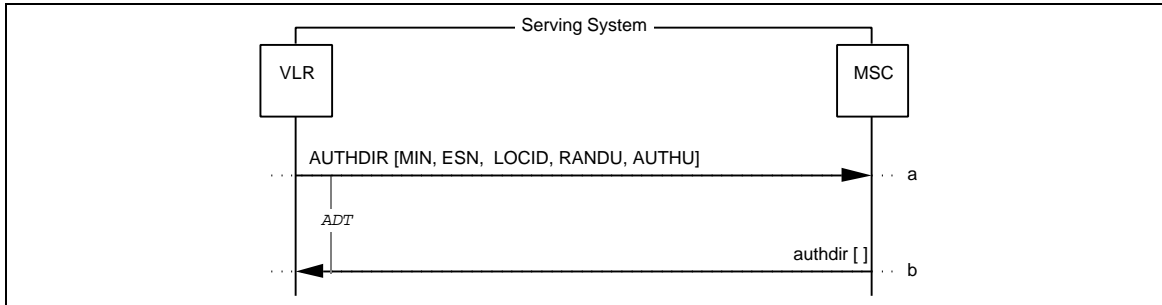 Serving System
VLR
MSC
AUTHDIR [MIN, ESN, LOCID, RANDU, AUTHU]
a
ADT
authdir [ ]
b